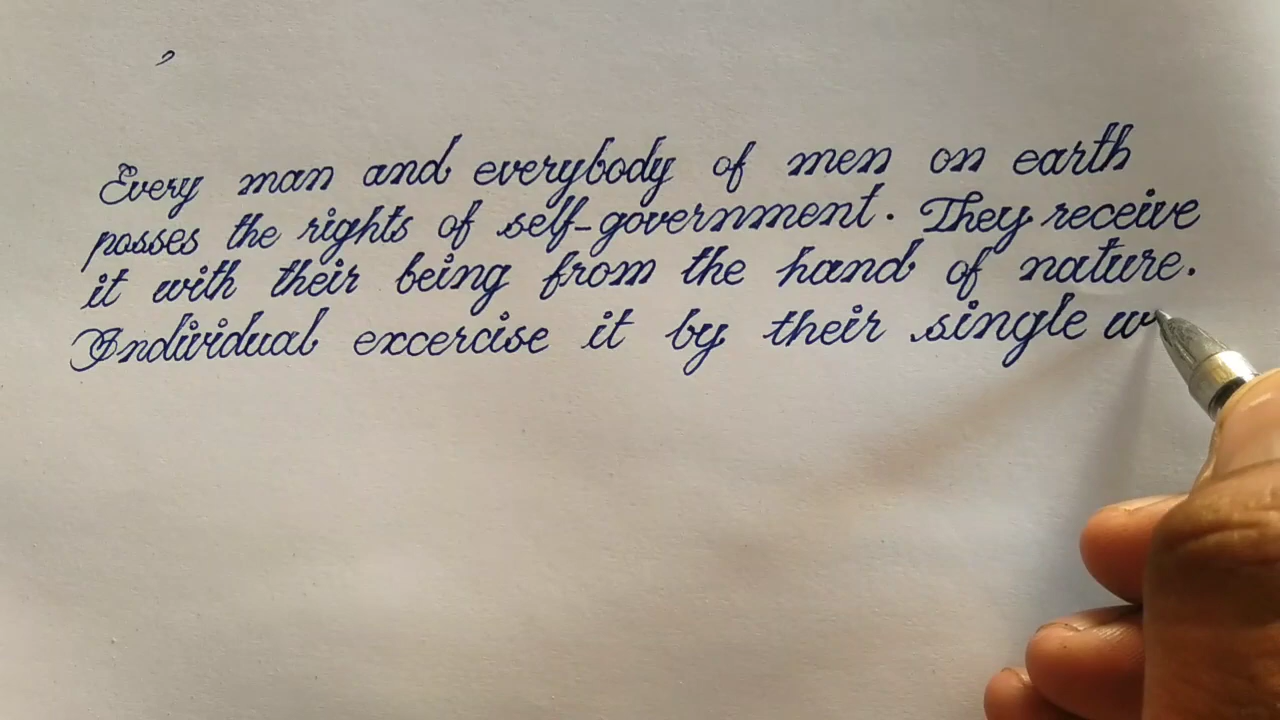 Every man and everybody of men on earth
posses the rights of self-government. They receive
it with their being from the hand of nature.
Individual excercise it by their single w